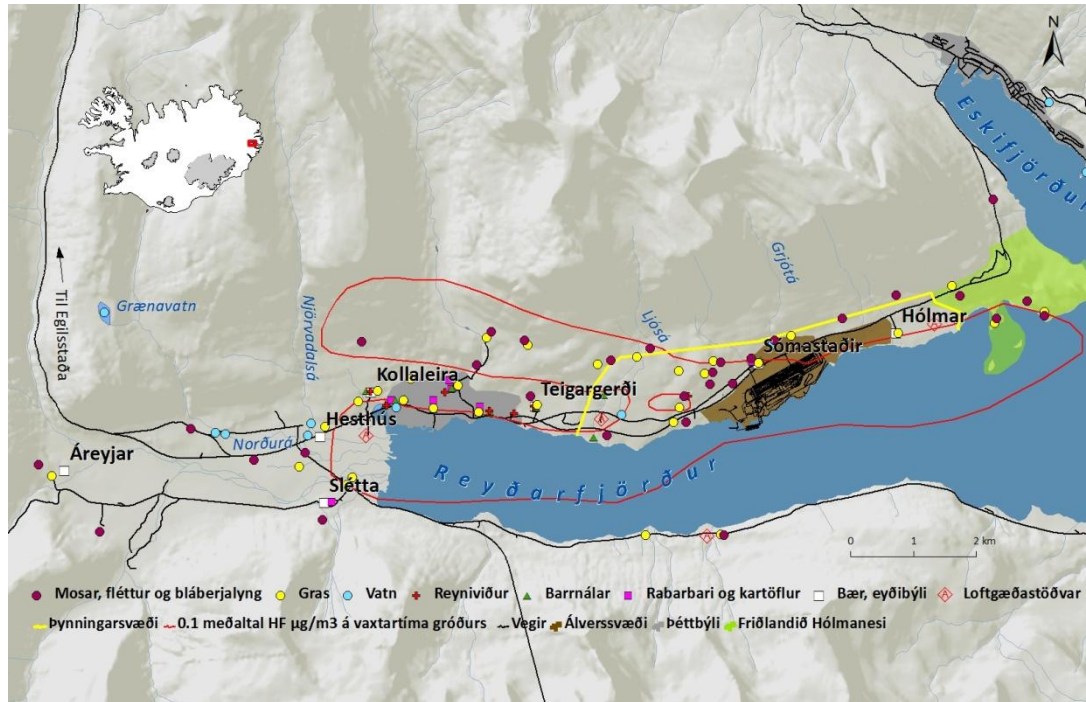 N
Eskifjörður
Grjótá
Til Egilsstaða
Grænavatn
Njörvadalsá
Ljósá
Hólmar
Sómastaðir
Kollaleira
Teigargerði
Hesthús
Norðurá
Áreyjar
Slétta
Reyðarfjörður
0 1 2 km
Mosar, fléttur og bláberjalyng Gras Vatn Reyniviður Barrnálar Rabarbari og kartöflur Bær, eyðibýli A Loftgæðastöðvar
Þynningarsvæði 0.1 meðaltal HF µg/m3 á vaxtartíma gróðurs Vegir Álverssvæði Þéttbýli Friðlandið Hólmanesi